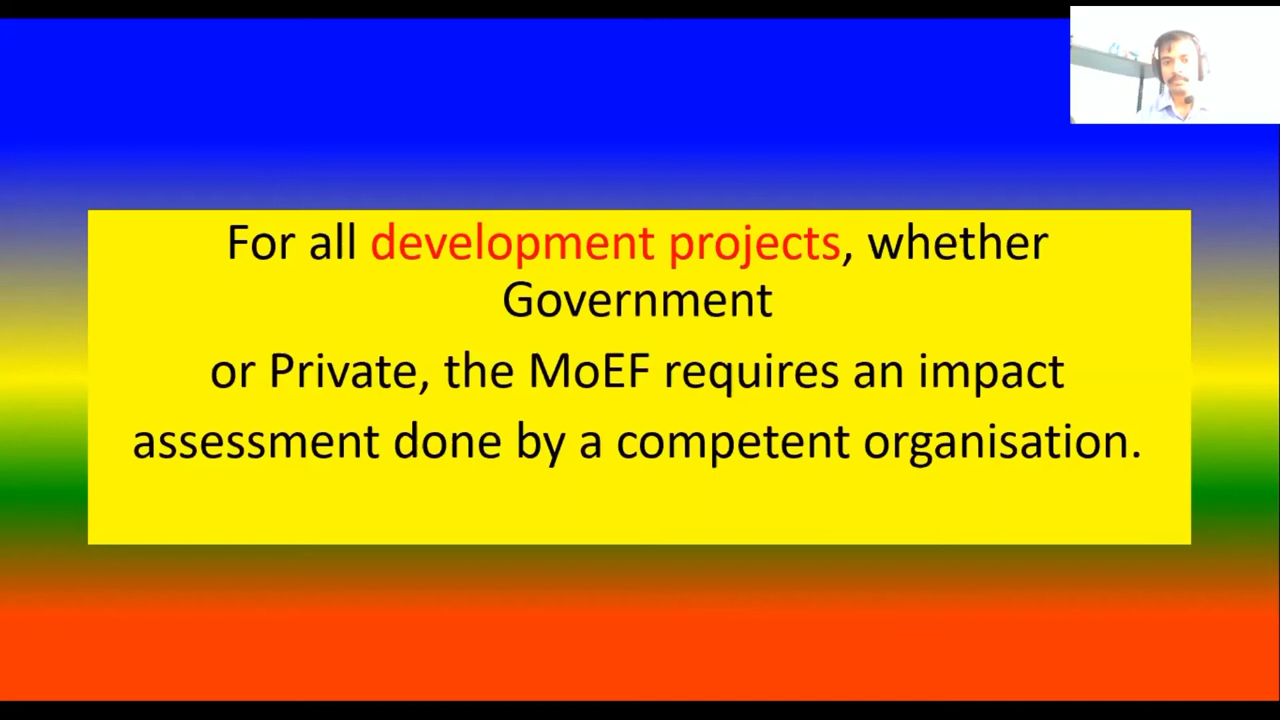 For all development projects, whether
Government
or Private, the MoEF requires an impact
assessment done by a competent organisation.